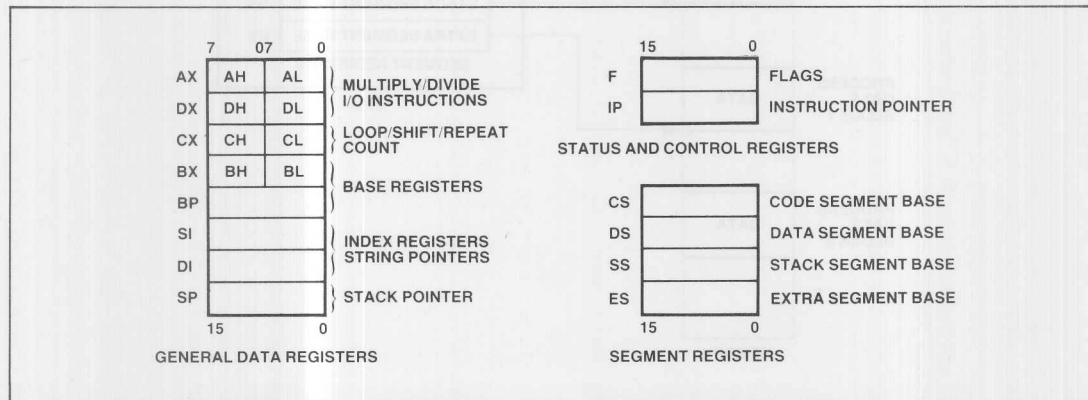 7 07 0
AX AH AL
DX DH DL
MULTIPLY/DIVIDE
I/O INSTRUCTIONS
CX CH CL
LOOP/SHIFT/REPEAT
COUNT
BX BH BL
BP
BASE REGISTERS
SI
DI
INDEX REGISTERS
STRING POINTERS
SP STACK POINTER
15 0
GENERAL DATA REGISTERS
15 0
F FLAGS
IP INSTRUCTION POINTER
STATUS AND CONTROL REGISTERS
CS CODE SEGMENT BASE
DS DATA SEGMENT BASE
SS STACK SEGMENT BASE
ES EXTRA SEGMENT BASE
15 0
SEGMENT REGISTERS